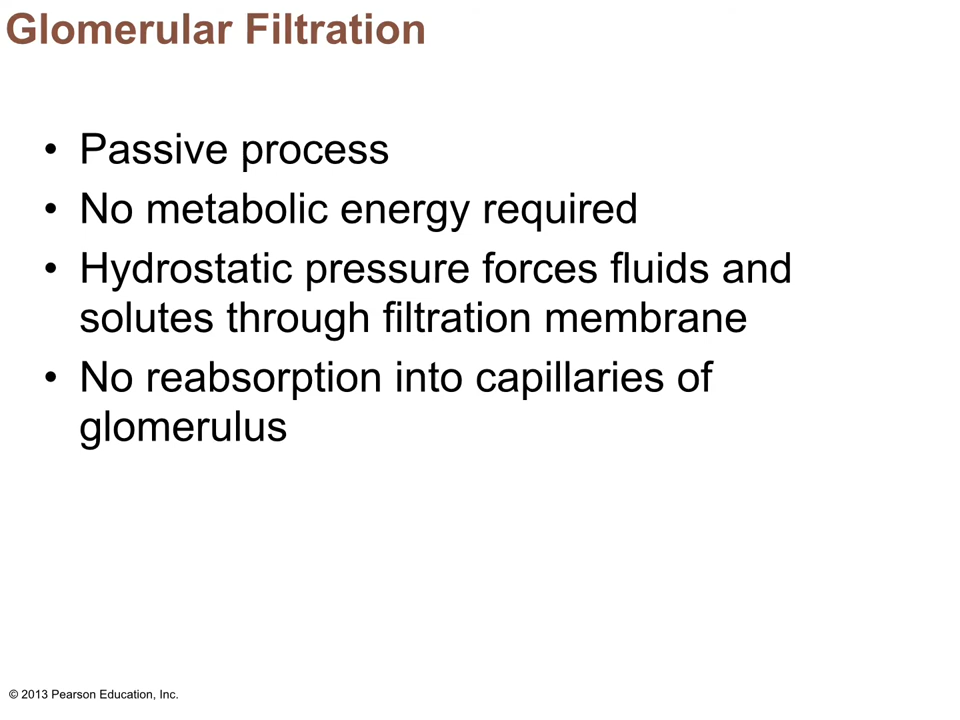 Glomerular Filtration
• Passive process
• No metabolic energy required
• Hydrostatic pressure forces fluids and
solutes through filtration membrane
• No reabsorption into capillaries of
glomerulus
© 2013 Pearson Education, Inc.